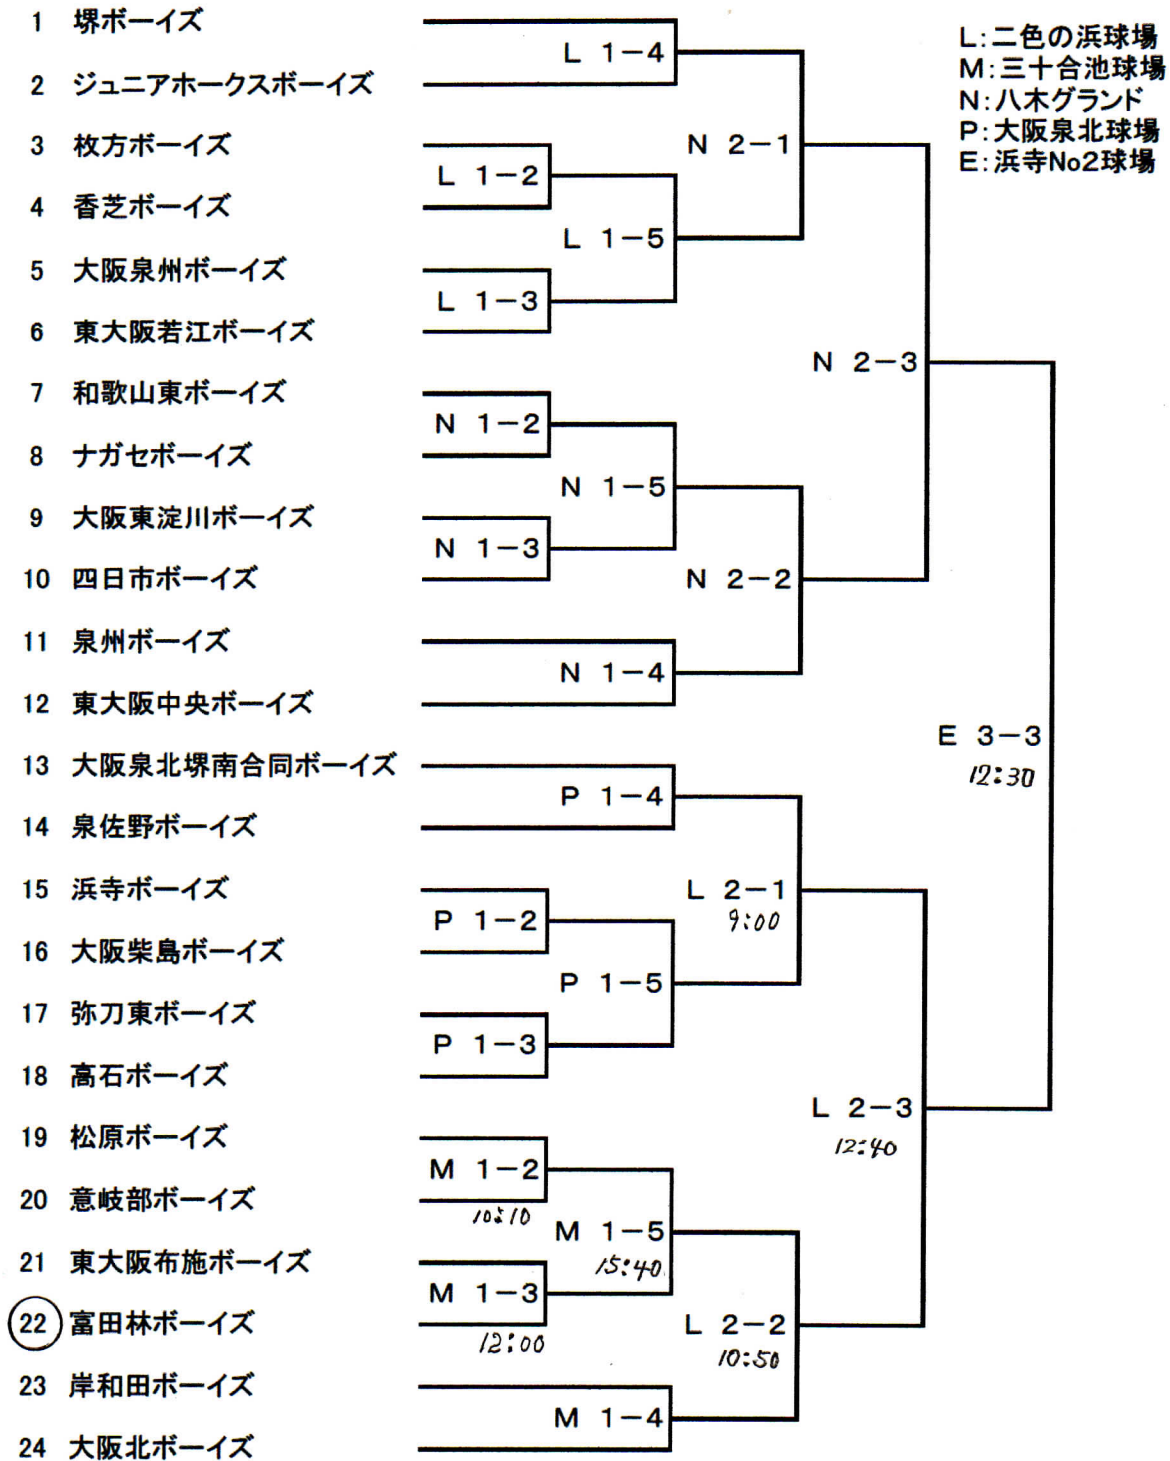 1 堺ボーイズ
L 1－4
2 ジュニアホークスボーイズ
L:二色の浜球場
M:三十合池球場
N:八木グランド
P:大阪泉北球場
E:浜寺No2球場
3 枚方ボーイズ
N 2－1
L 1－2
4 香芝ボーイズ
L 1－5
5 大阪泉州ボーイズ
L 1－3
6 東大阪若江ボーイズ
N 2－3
7 和歌山東ボーイズ
N 1－2
8 ナガセボーイズ
N 1－5
9 大阪東淀川ボーイズ
N 1－3
10 四日市ボーイズ
N 2－2
11 泉州ボーイズ
N 1－4
12 東大阪中央ボーイズ
E 3－3
12:30
13 大阪泉北堺南合同ボーイズ
P 1－4
14 泉佐野ボーイズ
15 浜寺ボーイズ
L 2－1
9:00
P 1－2
16 大阪柴島ボーイズ
P 1－5
17 弥刀東ボーイズ
P 1－3
18 高石ボーイズ
L 2－3
12:40
19 松原ボーイズ
M 1－2
20 意岐部ボーイズ
10:10
M 1－5
15:40
21 東大阪布施ボーイズ
M 1－3
22 富田林ボーイズ
12:00
L 2－2
10:50
23 岸和田ボーイズ
M 1－4
24 大阪北ボーイズ